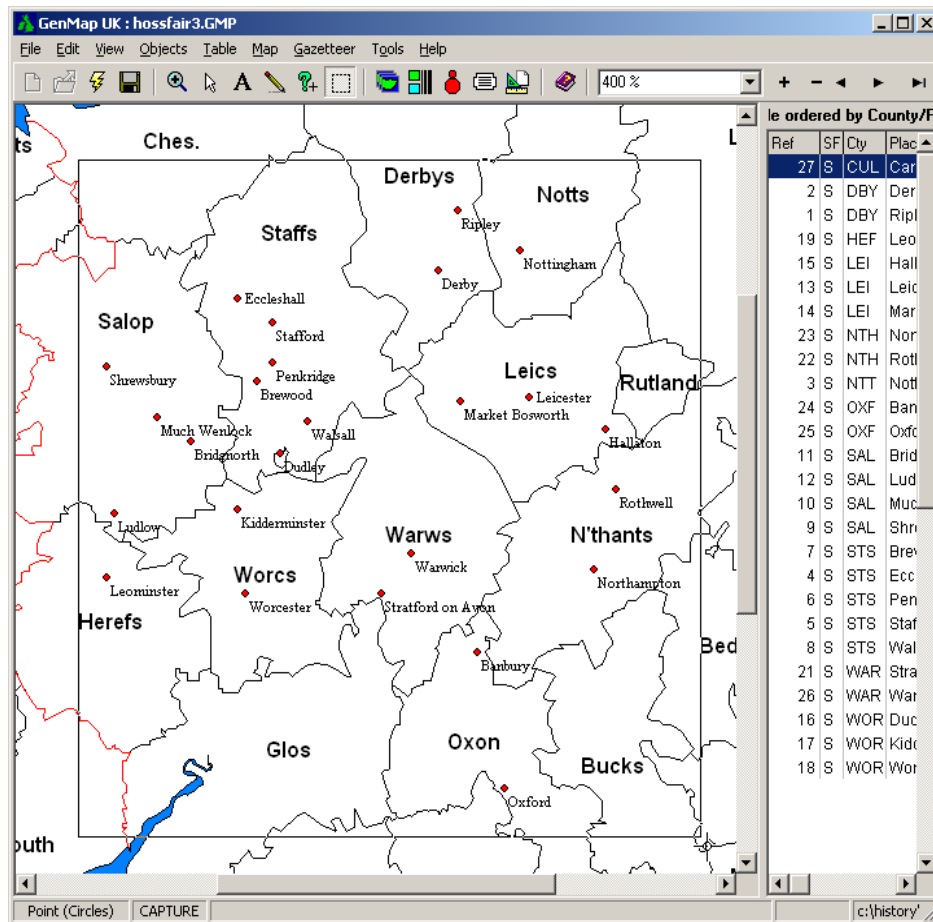 GenMap UK : hossfair3.GMP
File Edit View Objects Table Map Gazetteer Tools Help
400 %
le ordered by County/F
Ref SF Cty Plac
27 S CUL Car
2 S DBY Der
1 S DBY Ripl
19 S HEF Leo
15 S LEI Hall
13 S LEI Leic
14 S LEI Mar
23 S NTH Nor
22 S NTH Rotl
3 S NTT Nott
24 S OXF Ban
25 S OXF Oxfc
11 S SAL Brid
12 S SAL Lud
10 S SAL Muc
9 S SAL Shre
7 S STS Brev
4 S STS Ecc
6 S STS Pen
5 S STS Staf
8 S STS Wal
21 S WAR Stra
26 S WAR War
16 S WOR Duc
17 S WOR Kidc
18 S WOR Wor
ts
Ches.
L
Derbys
Notts
Ripley
Staffs
Nottingham
Derby
Eccleshall
Salop
Stafford
Shrewsbury
Penkridge
Leics
Rutland
Brewood
Leicester
Market Bosworth
Much Wenlock
Walsall
Hallaton
Bridgnorth
Dudley
Rothwell
Ludlow
Kidderminster
Warws
N'thants
Warwick
Worcs
Leominster
Northampton
Worcester
Stratford on Avon
Herefs
Bed
Banbury
Glos
Oxon
Bucks
Oxford
outh
Point (Circles) CAPTURE c:\history'